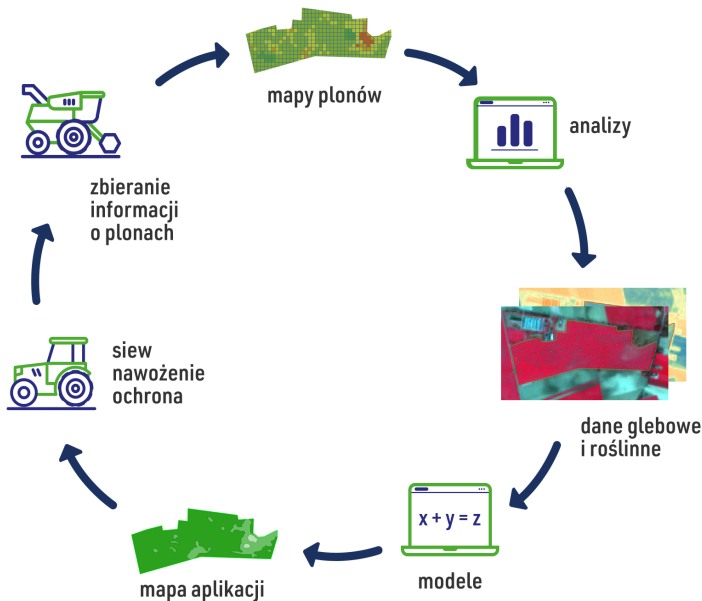 mapy plonów
analizy
dane glebowe
i roślinne
x + y = z
modele
mapa aplikacji
siew
nawożenie
ochrona
zbieranie
informacji
o plonach